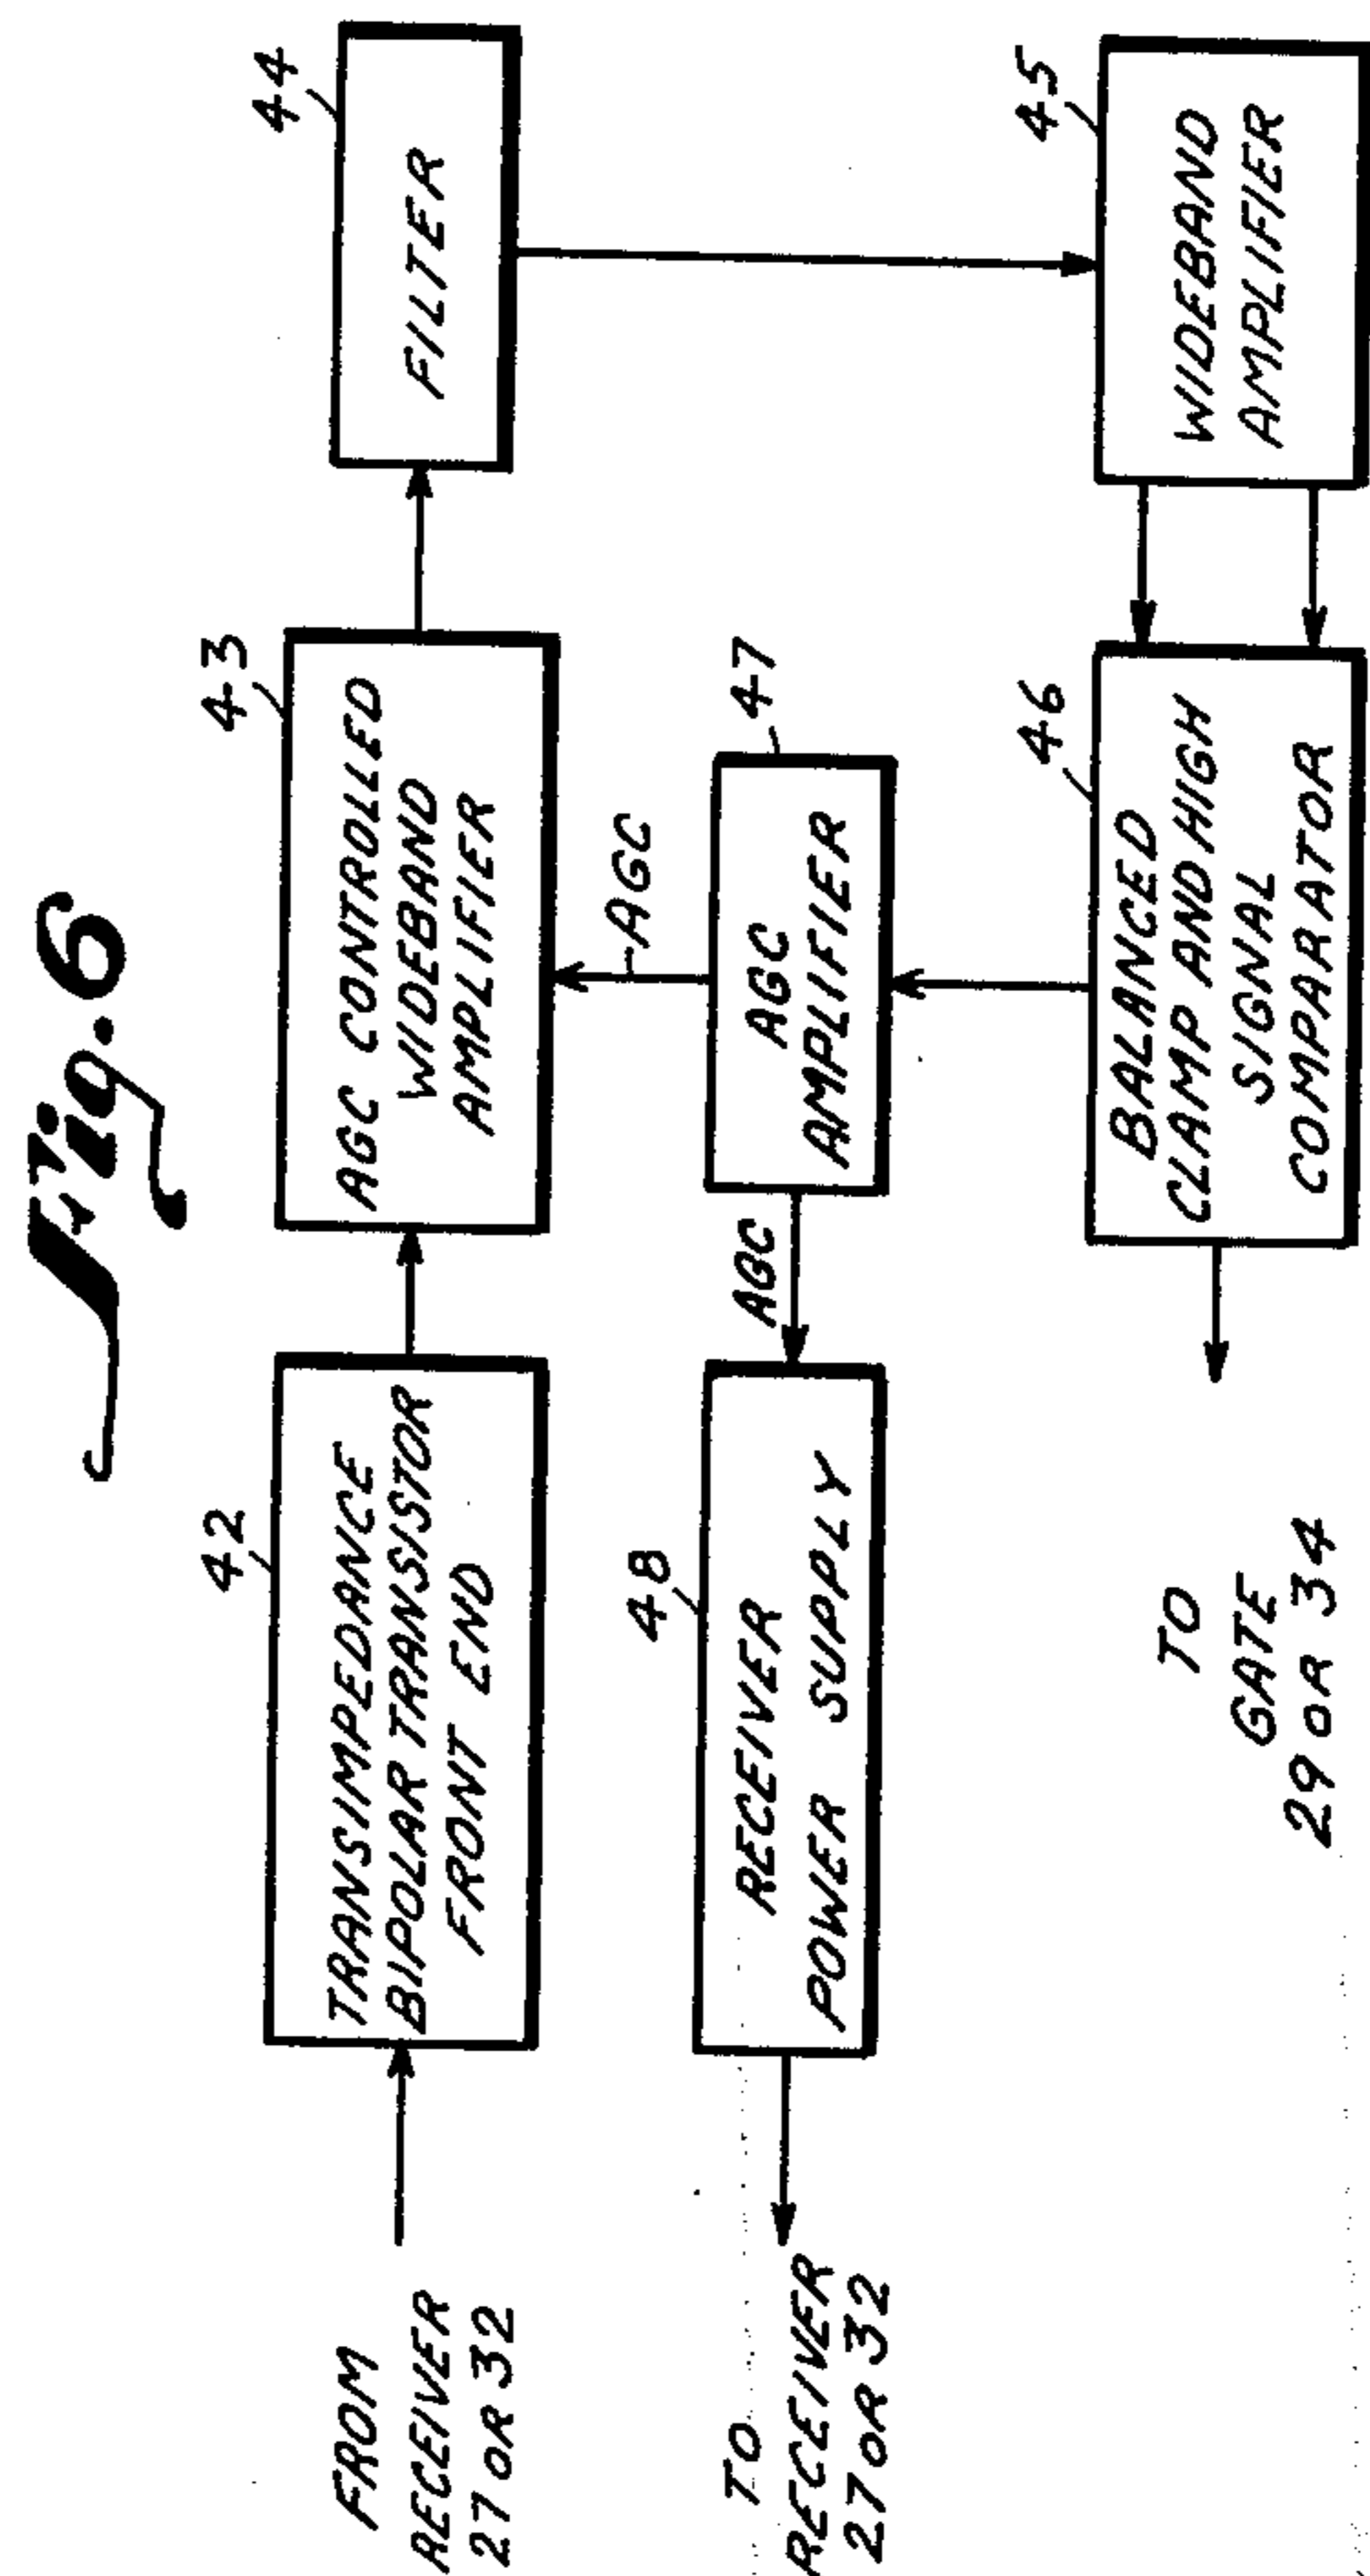 Fig. 6
42
TRANSIMPEDANCE
BIPOLAR TRANSISTOR
FRONT END
43
AGC CONTROLLED
WIDEBAND
AMPLIFIER
44
FILTER
FROM
RECEIVER
27 OR 32
AGC
48
RECEIVER
POWER SUPPLY
AGC
47
AGC
AMPLIFIER
TO
RECEIVER
27 OR 32
46
BALANCED
CLAMP AND HIGH
SIGNAL
COMPARATOR
45
WIDEBAND
AMPLIFIER
TO
GATE
29 OR 34